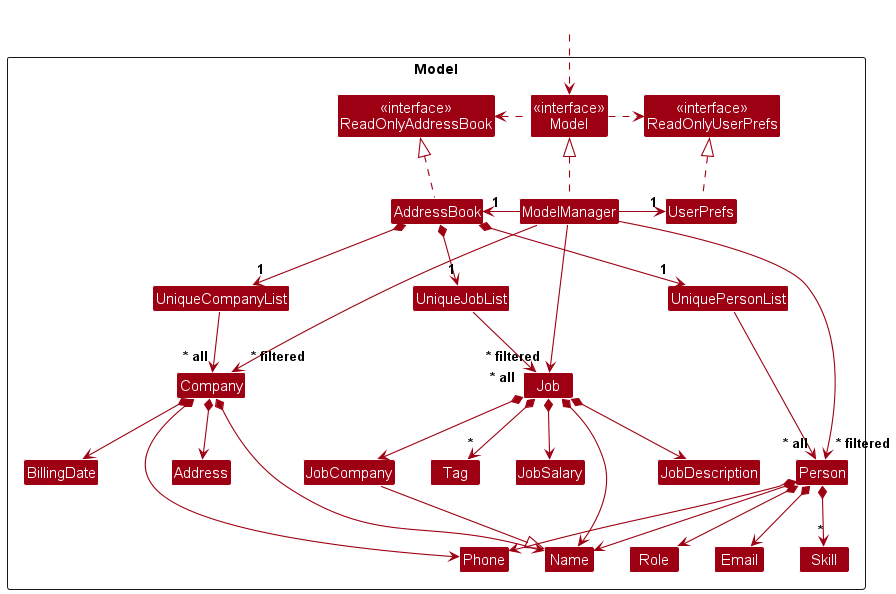 Model
«interface»
ReadOnlyAddressBook
«interface»
Model
«interface»
ReadOnlyUserPrefs
AddressBook
1
ModelManager
1
UserPrefs
1
1
1
UniqueCompanyList
UniqueJobList
UniquePersonList
* all
* filtered
* filtered
* all
Company
Job
* all
* filtered
*
BillingDate
Address
JobCompany
Tag
JobSalary
JobDescription
Person
*
Phone
Name
Role
Email
Skill